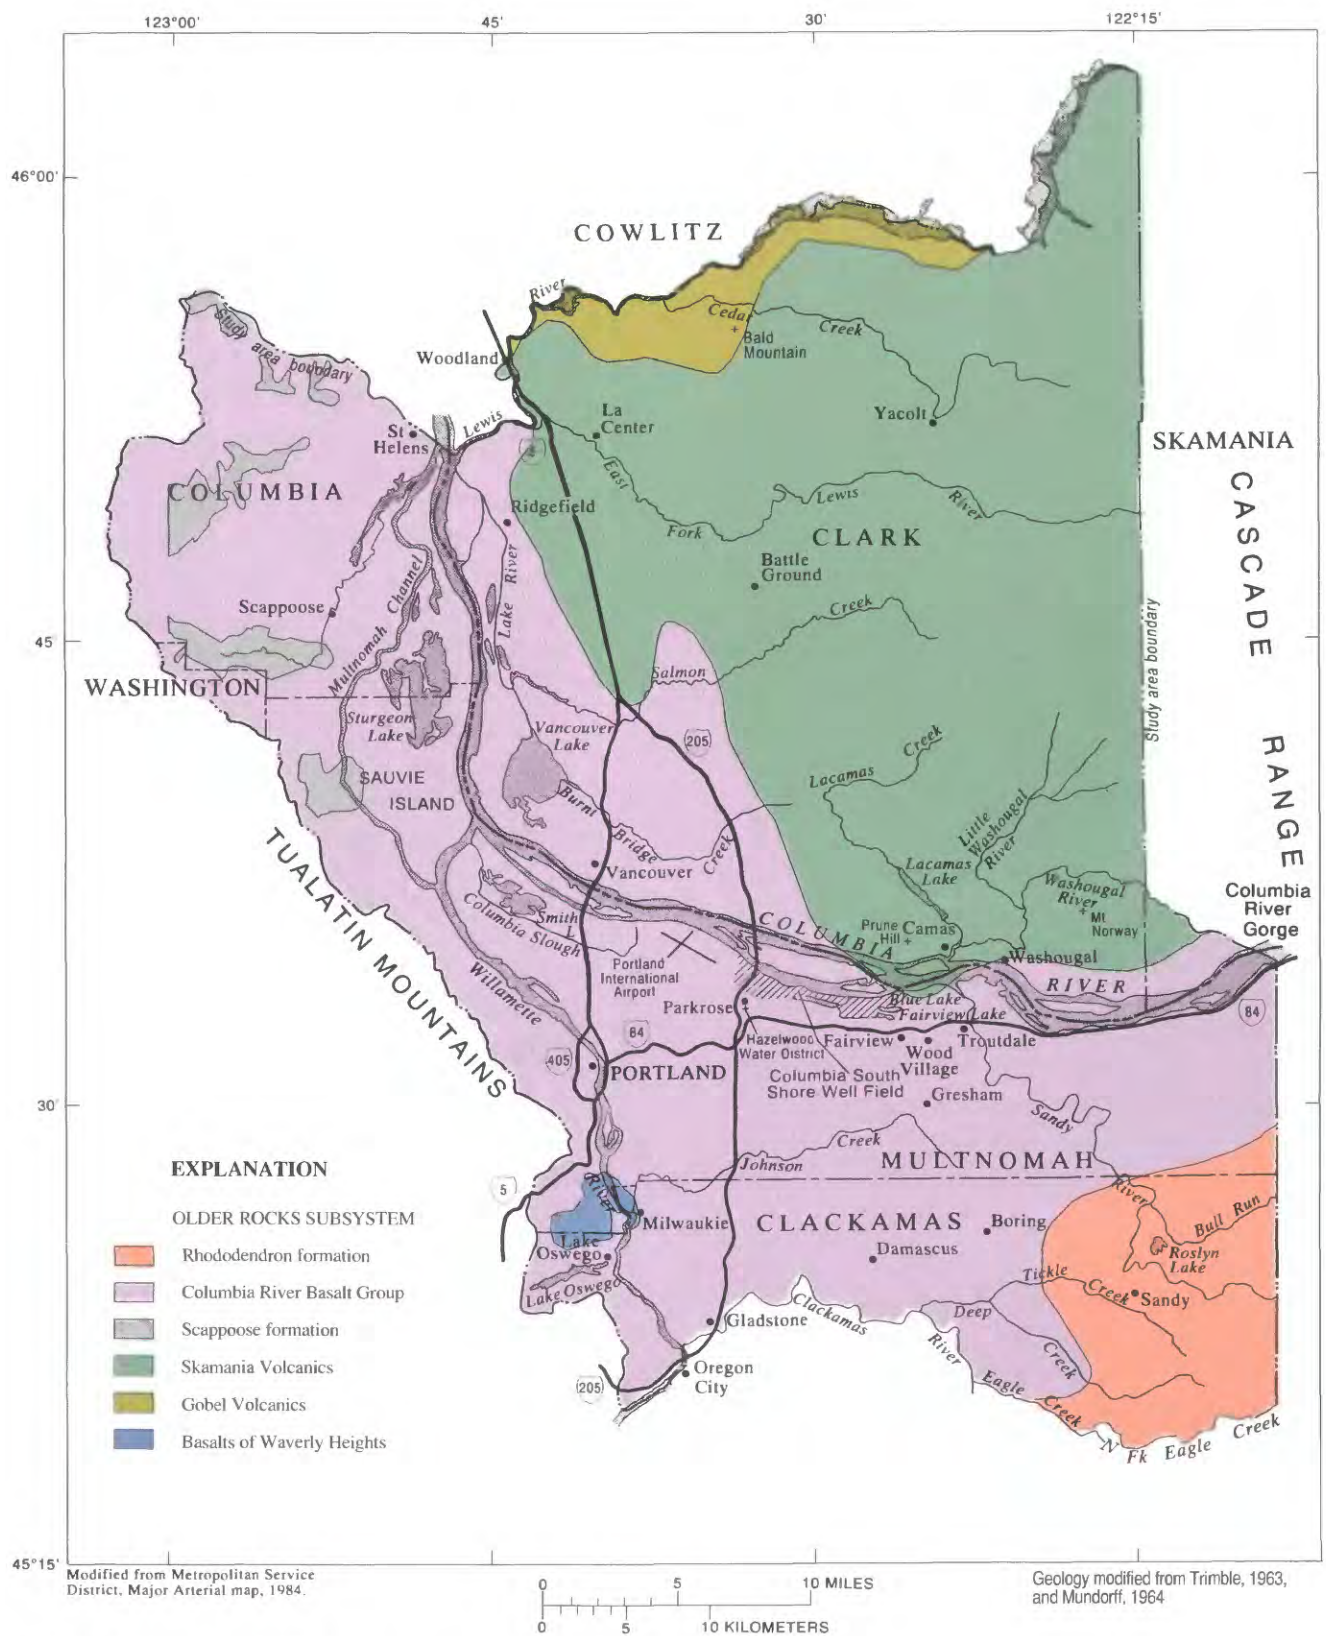 123°00'
45'
30'
122°15'
46°00'
COWLITZ
River
Cedar
Creek
Bald
Mountain
Study area boundary
Woodland
Lewis
La
Center
Yacolt
SKAMANIA
St
Helens
East
COLUMBIA
Lewis
River
Ridgefield
Fork
CLARK
CASCADE RANGE
Channel
River
Battle
Ground
Scappoose
Creek
Lake
45
Multnomah
Salmon
WASHINGTON
Study area boundary
Sturgeon
Lake
Vancouver
Lake
205
Creek
SAUVIE
ISLAND
Lacamas
Burnt
Little
Washougal
River
Bridge
Creek
TUALATIN MOUNTAINS
Vancouver
Lacamas
Lake
Washougal
River
Columbia
River
Gorge
Smith
L
COLUMBIA
Prune
Hill
Camas
Mt
Norway
Columbia Slough
Washougal
Portland
International
Airport
RIVER
Willamette
Blue Lake
Parkrose
Fairview Lake
84
84
Hazelwood
Water District
Fairview
Troutdale
Wood
Village
405
PORTLAND
Columbia South
Shore Well Field
Gresham
30'
Sandy
Creek
EXPLANATION
Johnson
MULTNOMAH
5
River
River
OLDER ROCKS SUBSYSTEM
Milwaukie
CLACKAMAS
Boring
Bull Run
Rhododendron formation
Lake
Oswego
Damascus
Roslyn
Lake
Columbia River Basalt Group
Lake Oswego
Tickle
Creek
Sandy
Scappoose formation
Gladstone
Clackamas
Deep
River
Creek
Skamania Volcanics
Oregon
City
205
Eagle
Creek
Gobel Volcanics
N Fk Eagle Creek
Basalts of Waverly Heights
45°15'
Modified from Metropolitan Service
District, Major Arterial map, 1984.
0 5 10 MILES
0 5 10 KILOMETERS
Geology modified from Trimble, 1963,
and Mundorff, 1964